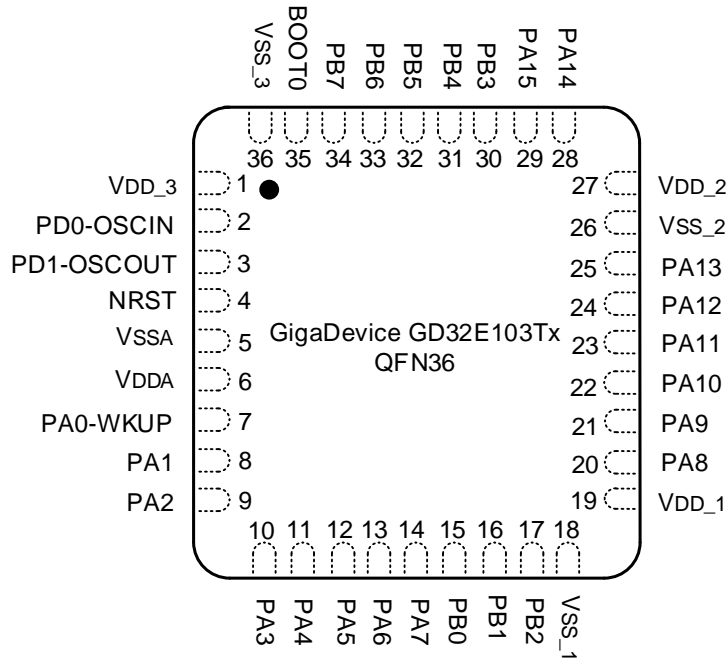 VSS_3
BOOT0
PB7
PB6
PB5
PB4
PB3
PA15
PA14
36 35 34 33 32 31 30 29 28
VDD_3 1
PD0-OSCIN 2
PD1-OSCOUT 3
NRST 4
VSSA 5
VDDA 6
PA0-WKUP 7
PA1 8
PA2 9
GigaDevice GD32E103Tx
QFN36
27 VDD_2
26 VSS_2
25 PA13
24 PA12
23 PA11
22 PA10
21 PA9
20 PA8
19 VDD_1
10 11 12 13 14 15 16 17 18
PA3
PA4
PA5
PA6
PA7
PB0
PB1
PB2
VSS_1